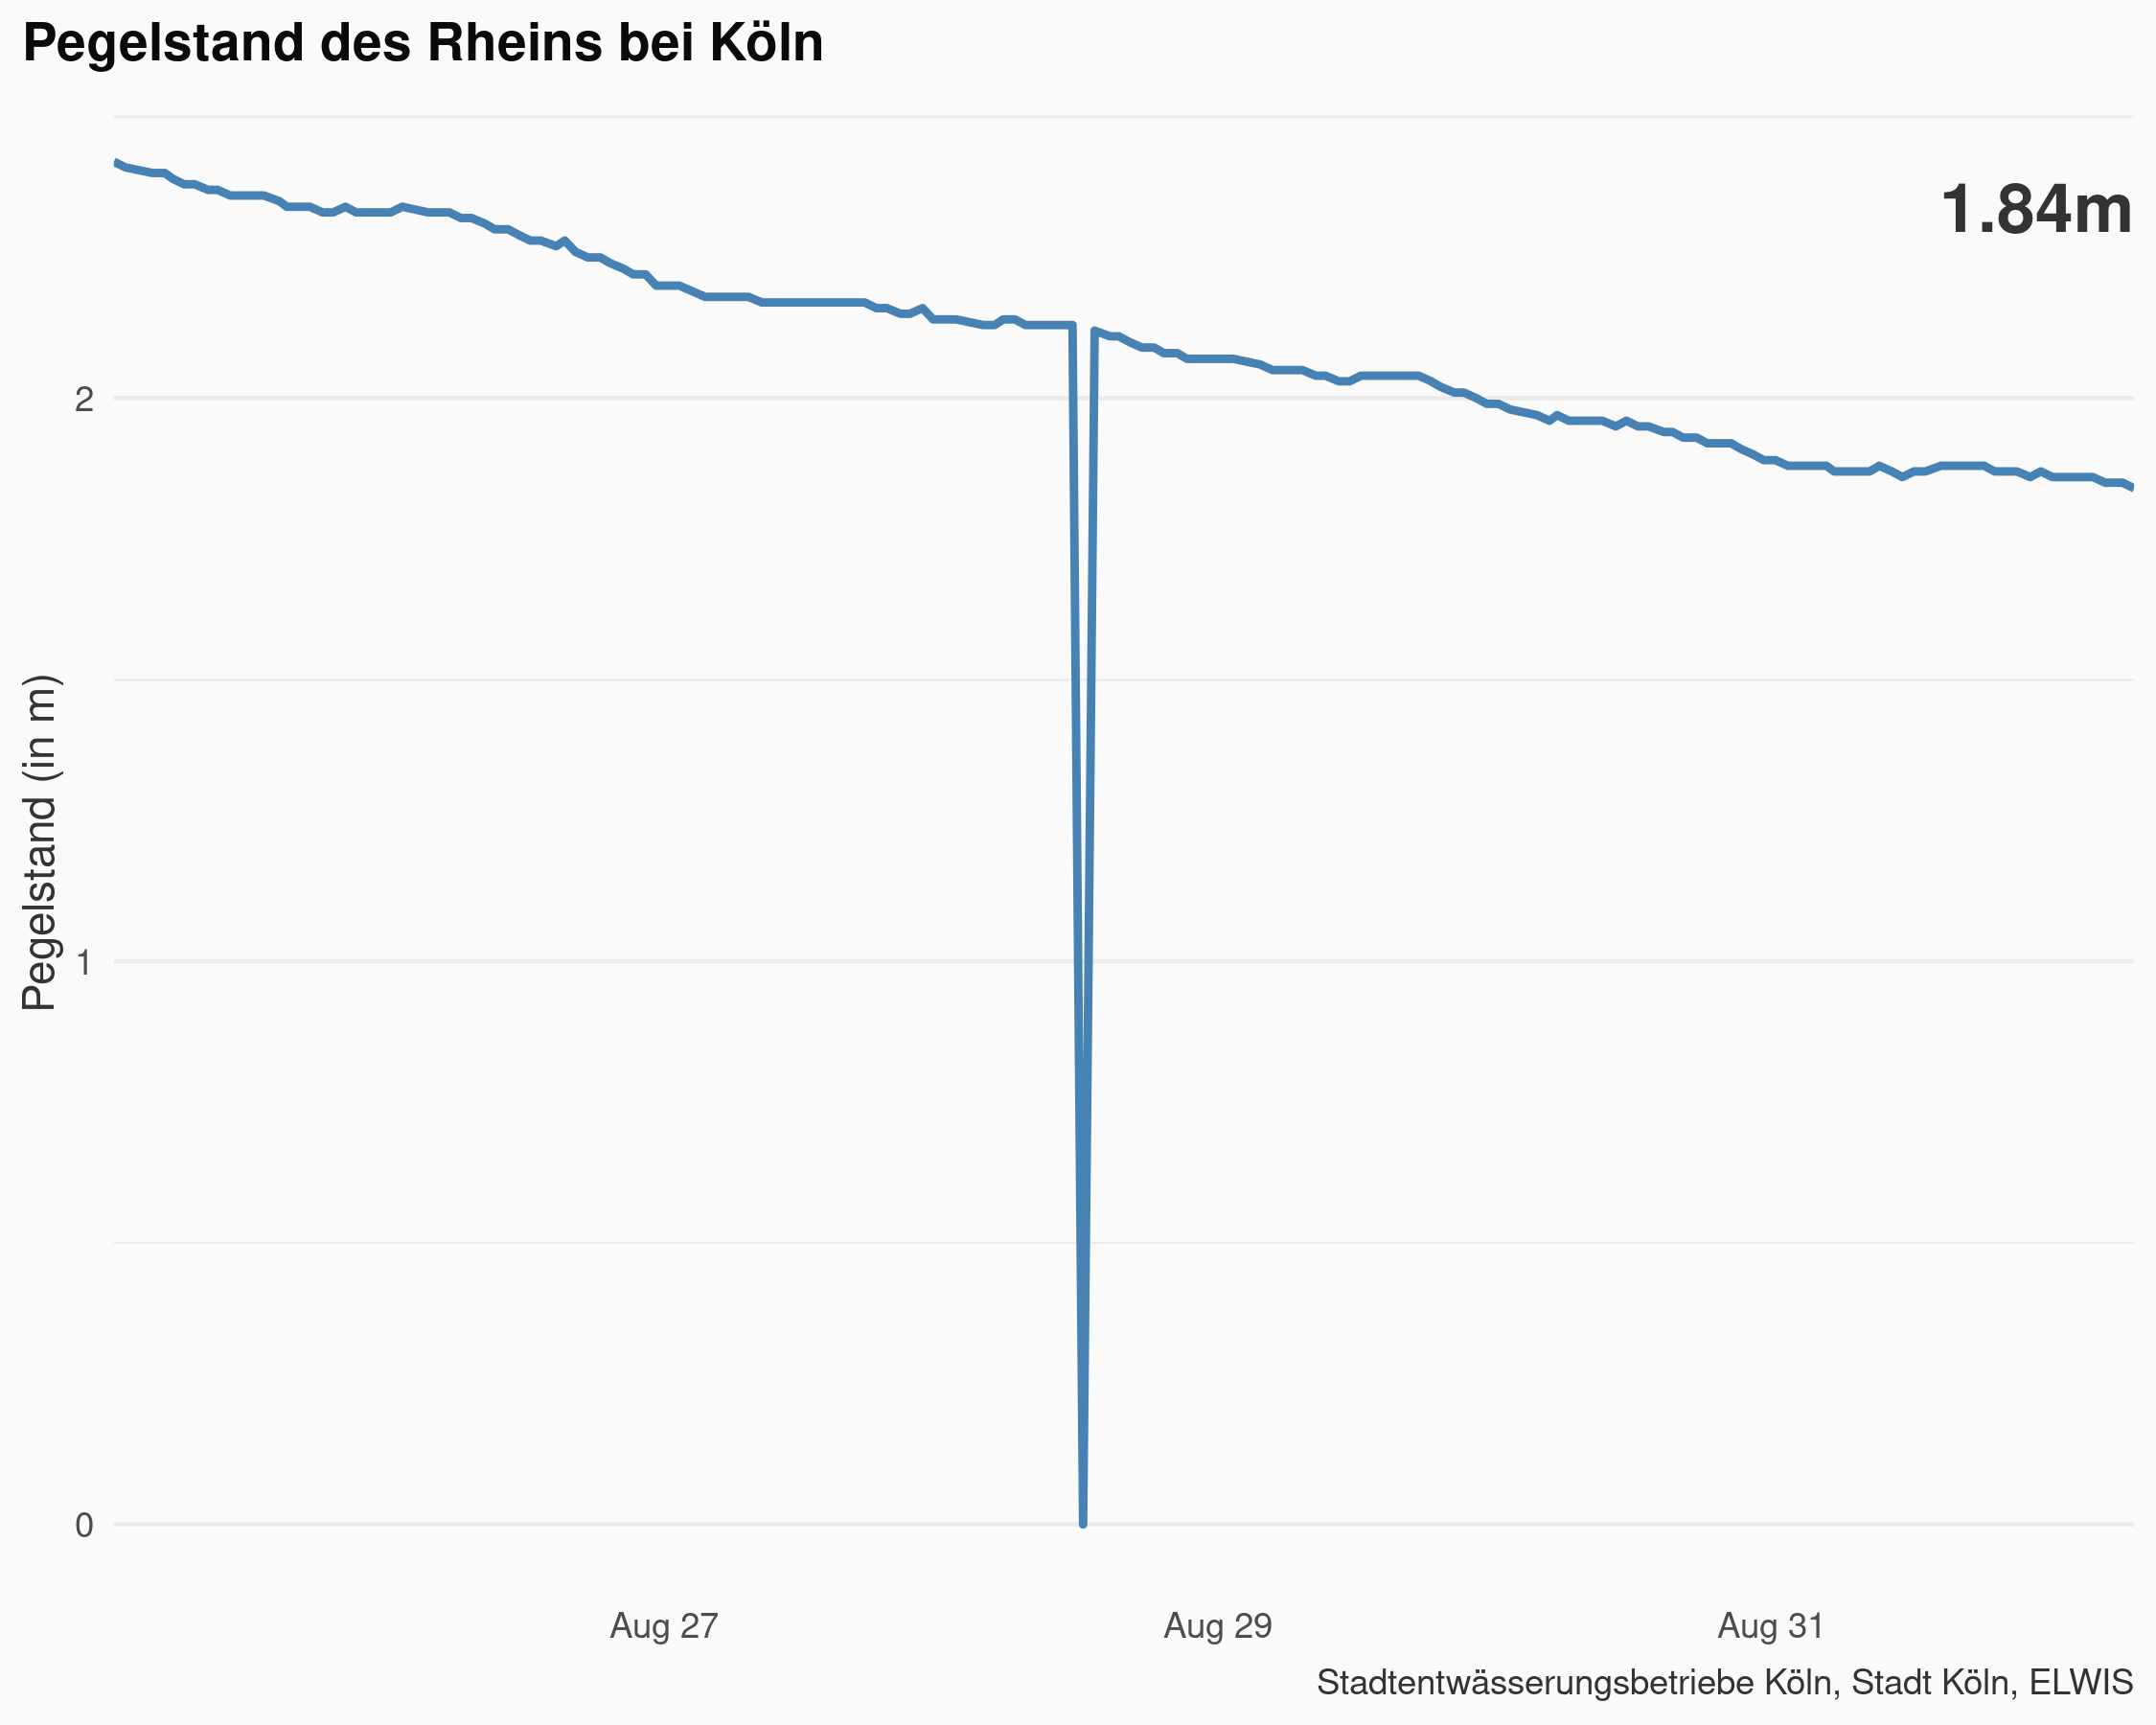 Pegelstand des Rheins bei Köln
1.84m
Pegelstand (in m)
2
1
0
Aug 27
Aug 29
Aug 31
Stadtentwässerungsbetriebe Köln, Stadt Köln, ELWIS